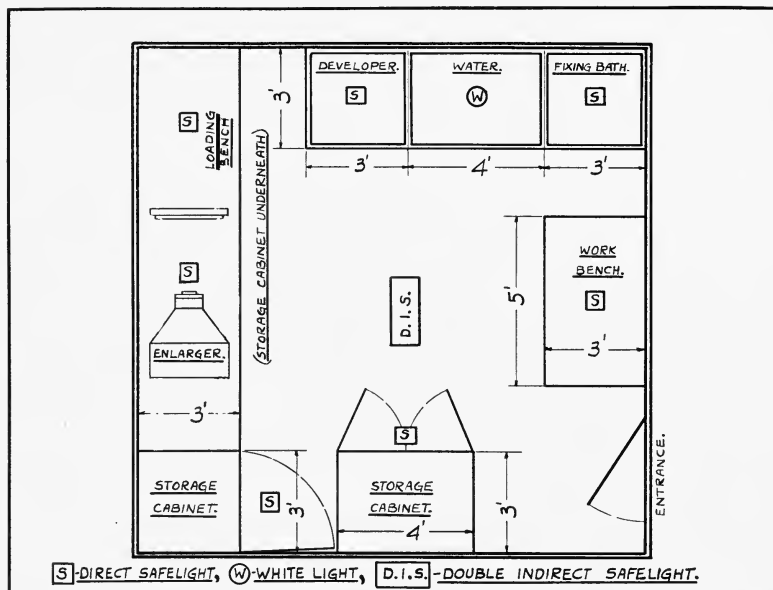 DEVELOPER.
WATER.
FIXING BATH.
S
W
S
3'
3'
4'
3'
S
LOADING
BENCH
(STORAGE CABINET UNDERNEATH)
S
ENLARGER.
3'
D.I.S.
5'
WORK
BENCH.
S
3'
STORAGE
CABINET.
S
3'
S
STORAGE
CABINET.
4'
3'
ENTRANCE.
S-DIRECT SAFELIGHT, W-WHITE LIGHT, D.I.S.-DOUBLE INDIRECT SAFELIGHT.